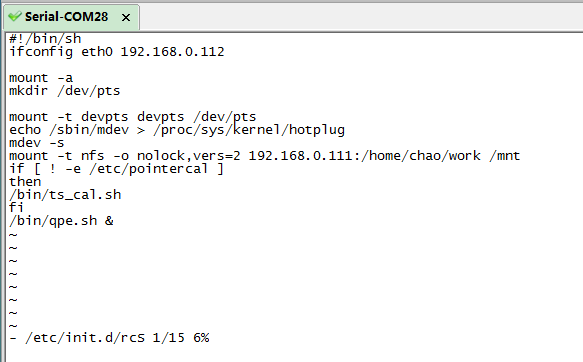 Serial-COM28 ×
#!/bin/sh
ifconfig eth0 192.168.0.112
mount -a
mkdir /dev/pts
mount -t devpts devpts /dev/pts
echo /sbin/mdev > /proc/sys/kernel/hotplug
mdev -s
mount -t nfs -o nolock,vers=2 192.168.0.111:/home/chao/work /mnt
if [ ! -e /etc/pointercal ]
then
/bin/ts_cal.sh
fi
/bin/qpe.sh &
~
~
~
~
~
~
~
~
- /etc/init.d/rcS 1/15 6%